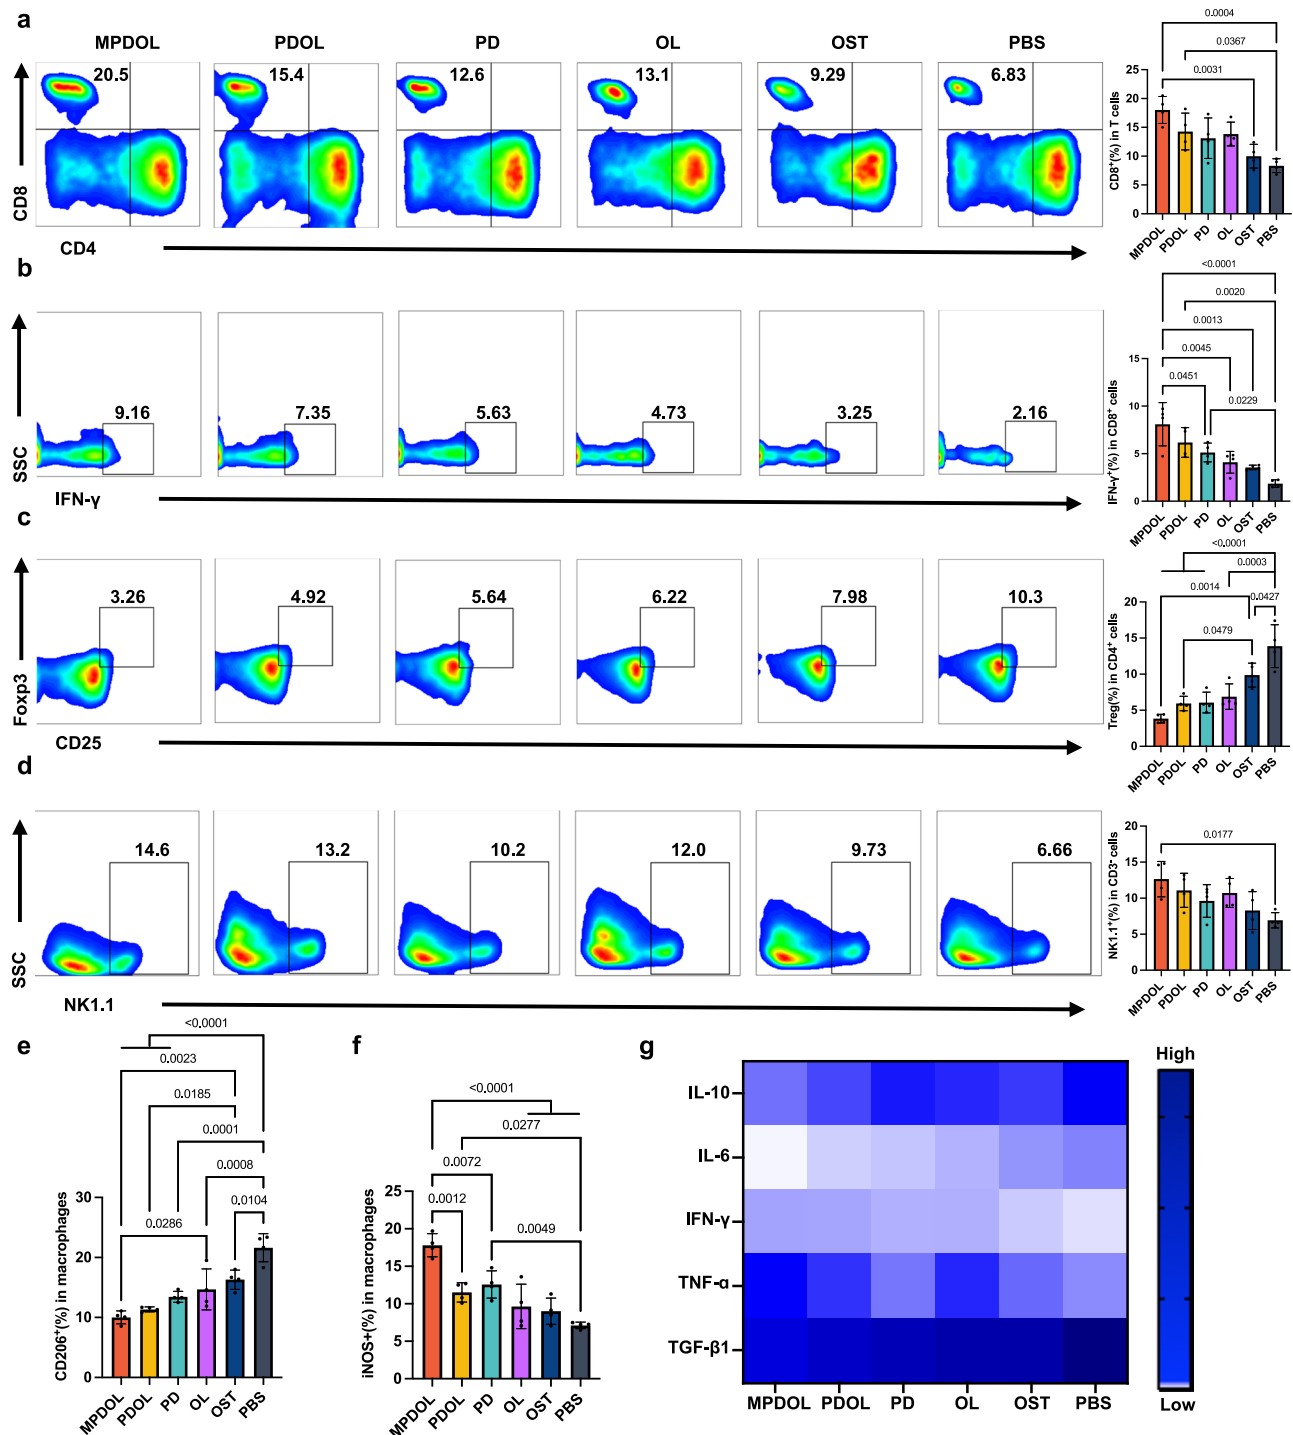 a
MPDOL PDOL PD OL OST PBS
20.5 15.4 12.6 13.1 9.29 6.83
CD8
CD4
0.0004
0.0367
0.0031
CD8⁺(%) in T cells
25
20
15
10
5
0
MPDOL PDOL PD OL OST PBS
b
9.16 7.35 5.63 4.73 3.25 2.16
SSC
IFN-γ
<0.0001
0.0020
0.0013
0.0045
0.0451
0.0229
IFN-γ⁺(%) in CD8⁺ cells
15
10
5
0
MPDOL PDOL PD OL OST PBS
c
3.26 4.92 5.64 6.22 7.98 10.3
Foxp3
CD25
<0.0001
0.0003
0.0014
0.0427
0.0479
Treg(%) in CD4⁺ cells
20
15
10
5
0
MPDOL PDOL PD OL OST PBS
d
14.6 13.2 10.2 12.0 9.73 6.66
SSC
NK1.1
0.0177
NK1.1⁺(%) in CD3⁻ cells
20
15
10
5
0
MPDOL PDOL PD OL OST PBS
e
<0.0001
0.0023
0.0185
0.0001
0.0008
0.0104
0.0286
CD206⁺(%) in macrophages
30
20
10
0
MPDOL PDOL PD OL OST PBS
f
<0.0001
0.0277
0.0072
0.0012
0.0049
iNOS+(%) in macrophages
25
20
15
10
5
0
MPDOL PDOL PD OL OST PBS
g
IL-10
IL-6
IFN-γ
TNF-α
TGF-β1
MPDOL PDOL PD OL OST PBS
High
Low